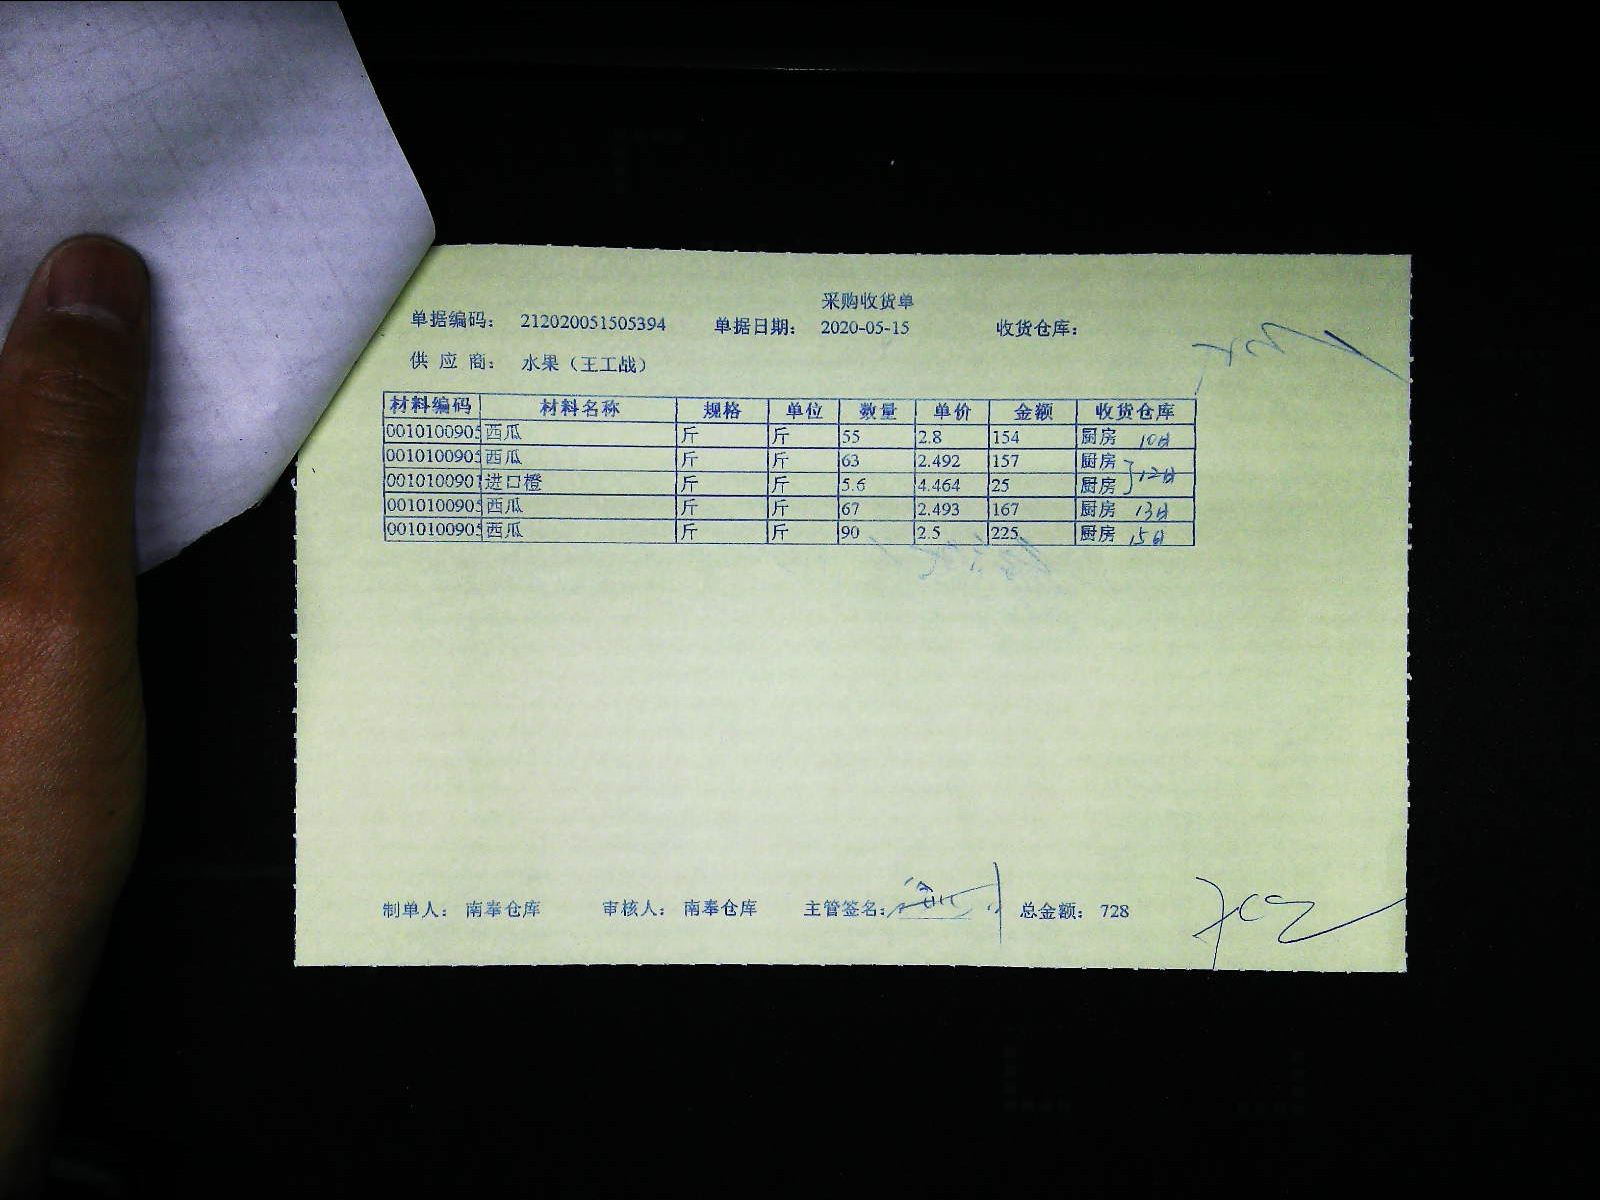 采购收货单
单据编码： 212020051505394 单据日期： 2020-05-15 收货仓库：
供 应 商： 水果（王工战）
材料编码 材料名称 规格 单位 数量 单价 金额 收货仓库
0010100905 西瓜 斤 斤 55 2.8 154 厨房 10日
0010100905 西瓜 斤 斤 63 2.492 157 厨房
0010100901 进口橙 斤 斤 5.6 4.464 25 厨房 12日
0010100905 西瓜 斤 斤 67 2.493 167 厨房 13日
0010100905 西瓜 斤 斤 90 2.5 225 厨房 15日
制单人： 南奉仓库 审核人： 南奉仓库 主管签名： 总金额： 728